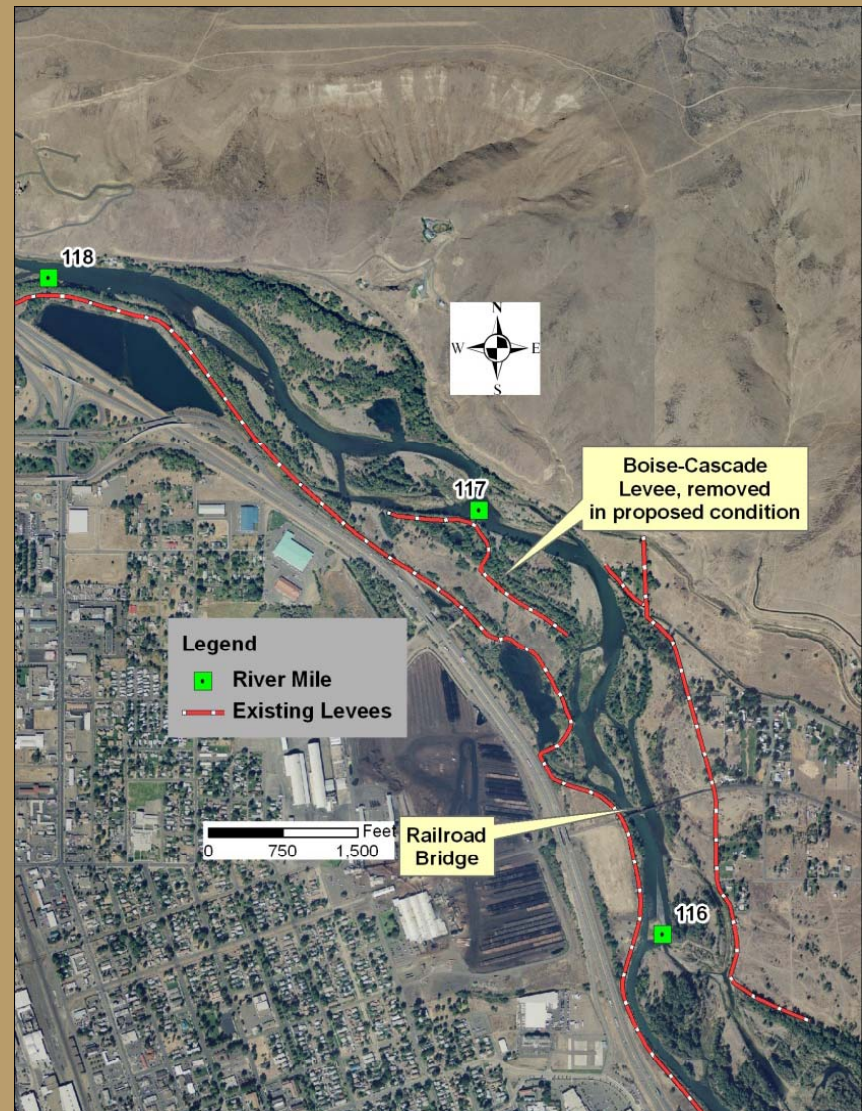 118
N
W E
S
117
Boise-Cascade
Levee, removed
in proposed condition
Legend
River Mile
Existing Levees
Feet
0 750 1,500
Railroad
Bridge
116